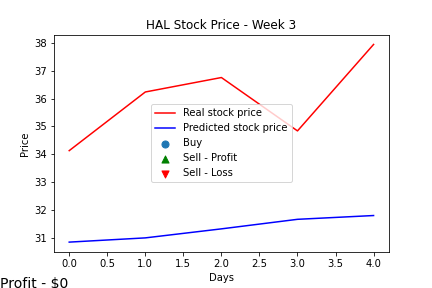 HAL Stock Price - Week 3
38
37
36
35
34
33
32
31
Price
Real stock price
Predicted stock price
Buy
Sell - Profit
Sell - Loss
0.0 0.5 1.0 1.5 2.0 2.5 3.0 3.5 4.0
Days
Profit - $0